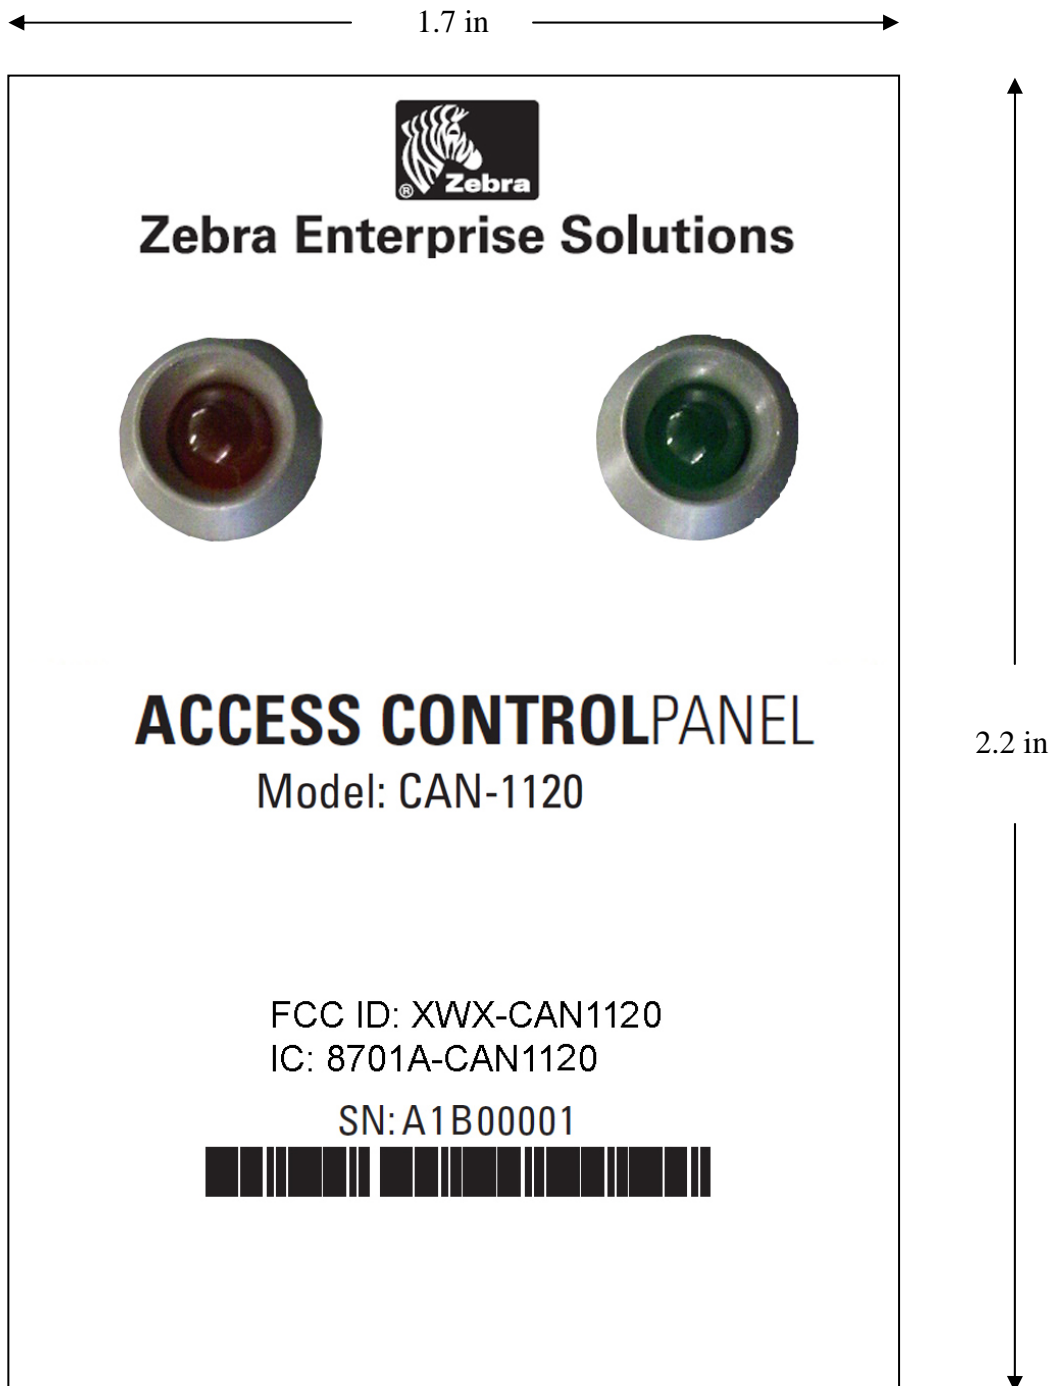 1.7 in
® Zebra
Zebra Enterprise Solutions
ACCESS CONTROLPANEL
2.2 in
Model: CAN-1120
FCC ID: XWX-CAN1120
IC: 8701A-CAN1120
SN: A1B00001